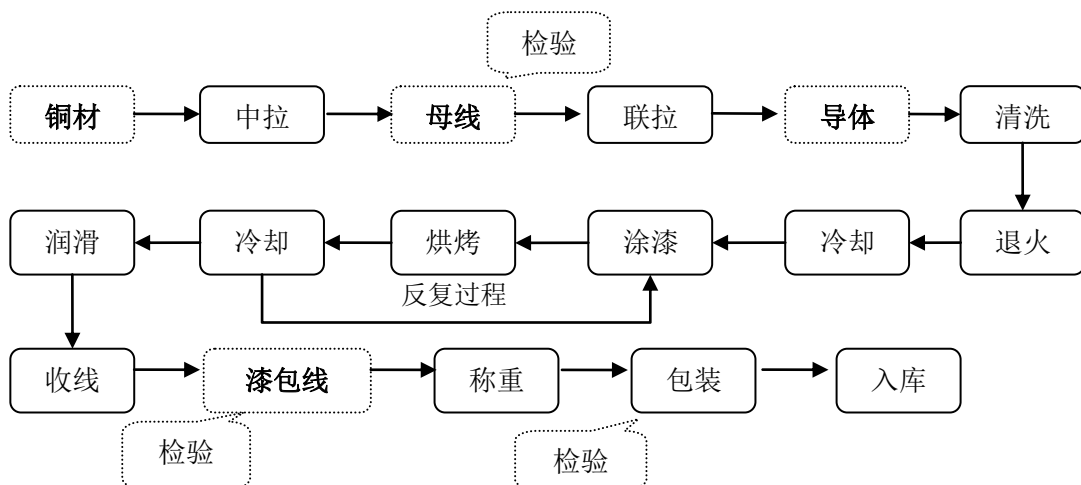 检验
铜材
中拉
母线
联拉
导体
清洗
润滑
冷却
烘烤
涂漆
冷却
退火
反复过程
收线
漆包线
称重
包装
入库
检验
检验